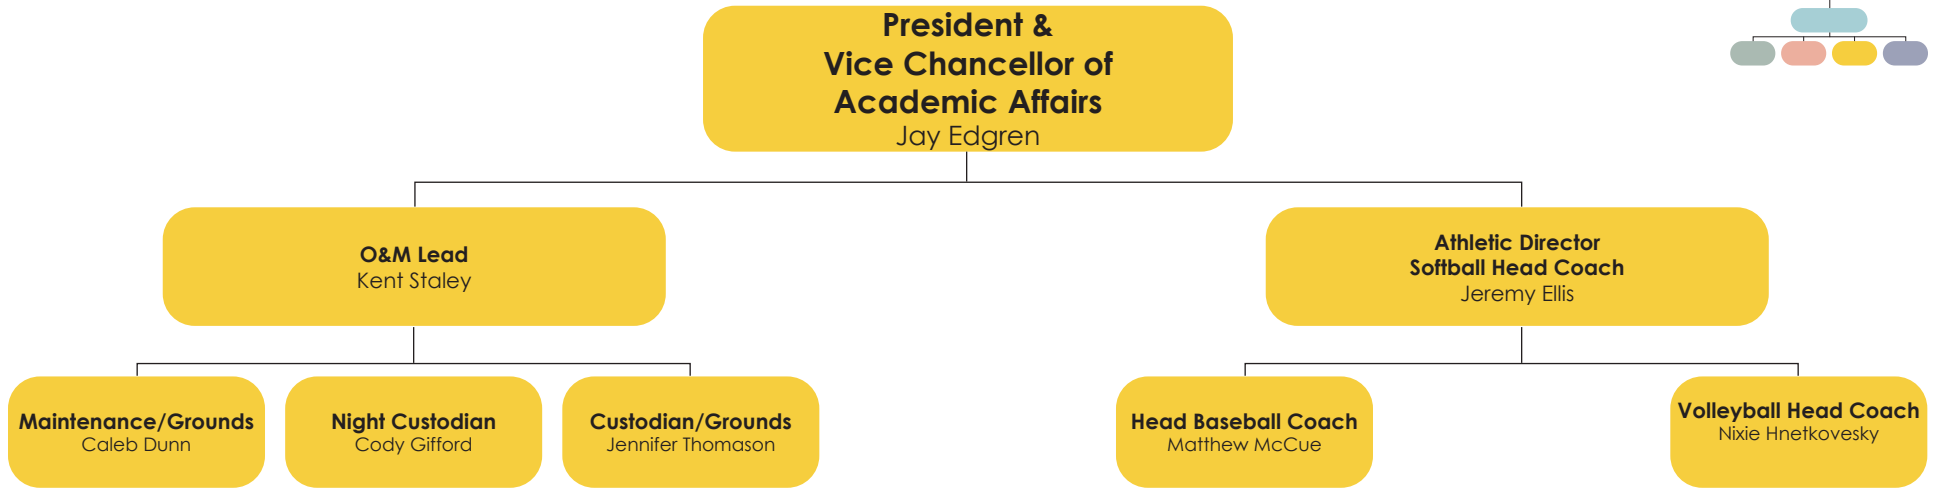 President &
Vice Chancellor of
Academic Affairs
Jay Edgren
O&M Lead
Kent Staley
Athletic Director
Softball Head Coach
Jeremy Ellis
Maintenance/Grounds
Caleb Dunn
Night Custodian
Cody Gifford
Custodian/Grounds
Jennifer Thomason
Head Baseball Coach
Matthew McCue
Volleyball Head Coach
Nixie Hnetkovesky